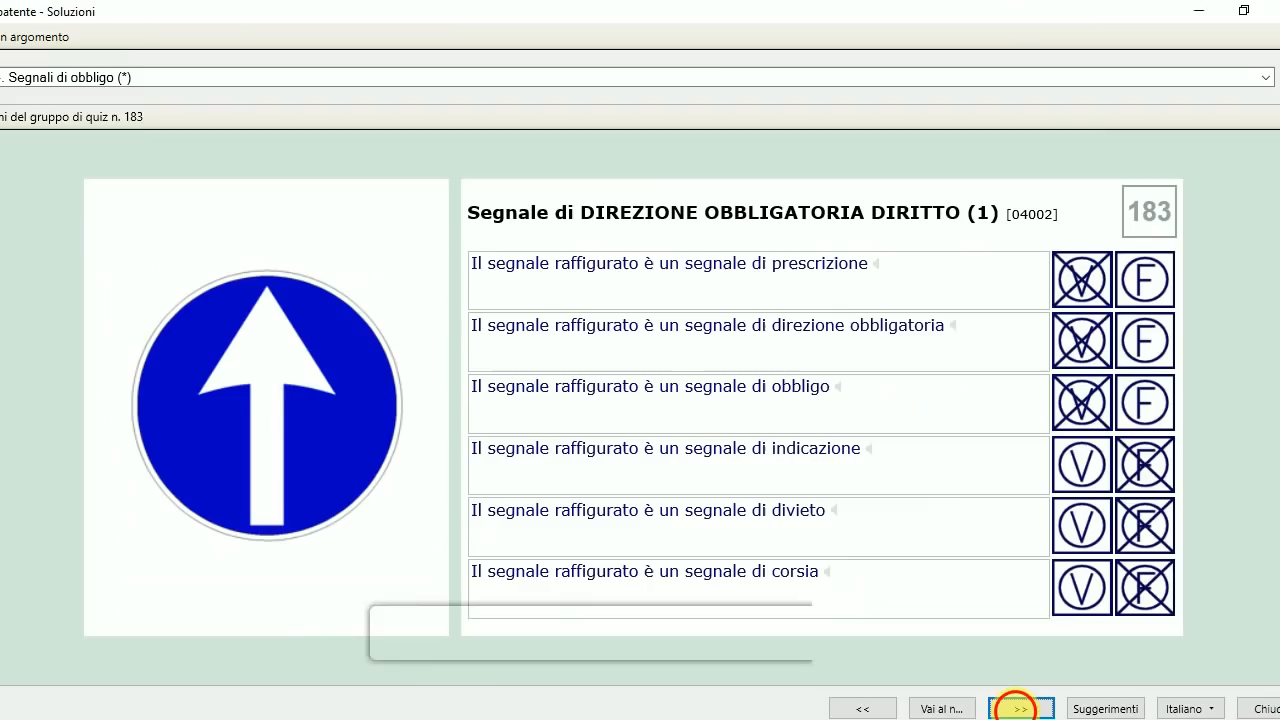 patente - Soluzioni
n argomento
. Segnali di obbligo (*)
ni del gruppo di quiz n. 183
Segnale di DIREZIONE OBBLIGATORIA DIRITTO (1) [04002]
183
Il segnale raffigurato è un segnale di prescrizione
V F
Il segnale raffigurato è un segnale di direzione obbligatoria
V F
Il segnale raffigurato è un segnale di obbligo
V F
Il segnale raffigurato è un segnale di indicazione
V F
Il segnale raffigurato è un segnale di divieto
V F
Il segnale raffigurato è un segnale di corsia
V F
<< Vai al n... >> Suggerimenti Italiano Chiuc